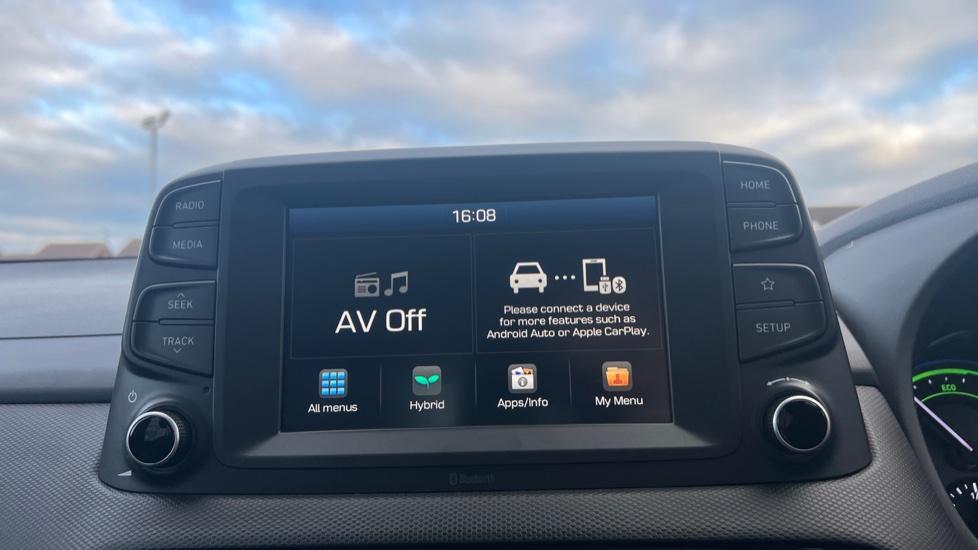 16:08
RADIO
MEDIA
SEEK
TRACK
AV Off
Please connect a device
for more features such as
Android Auto or Apple CarPlay.
All menus
Hybrid
Apps/Info
My Menu
HOME
PHONE
SETUP
Bluetooth
ECO